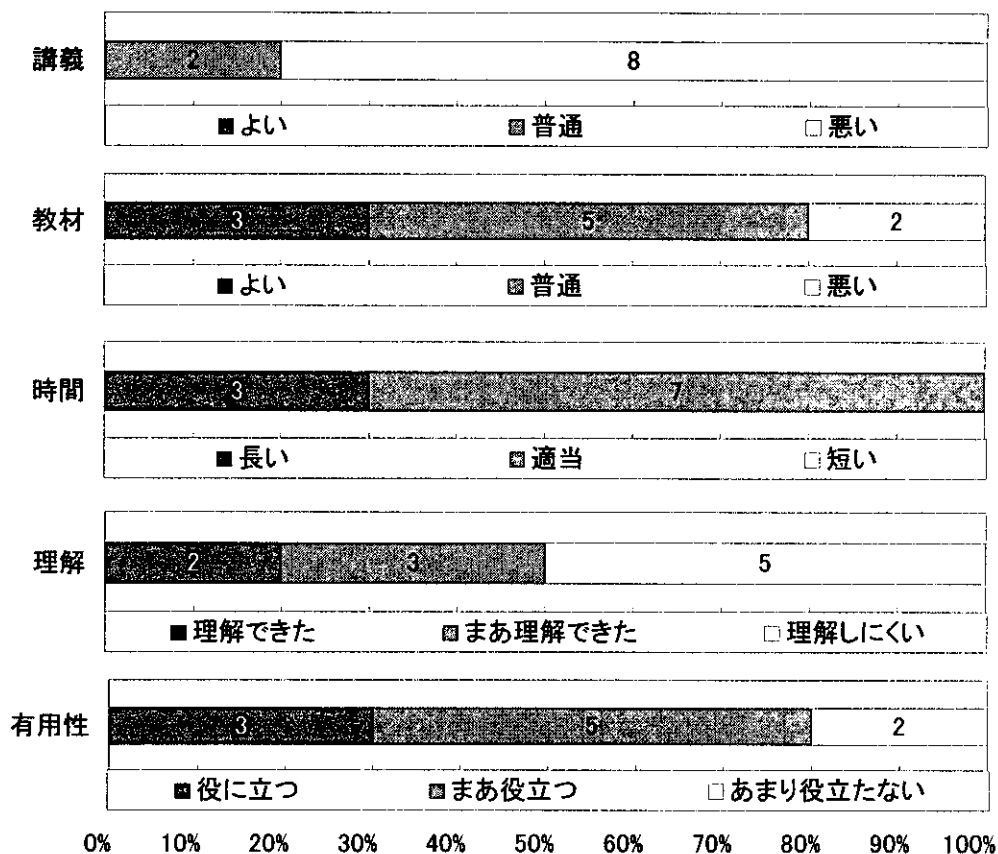 講義 2 8
■よい ■普通 □悪い
教材 3 5 2
■よい ■普通 □悪い
時間 3 7
■長い ■適当 □短い
理解 2 3 5
■理解できた ■まあ理解できた □理解しにくい
有用性 3 5 2
■役に立つ ■まあ役立つ □あまり役立たない
0% 10% 20% 30% 40% 50% 60% 70% 80% 90% 100%